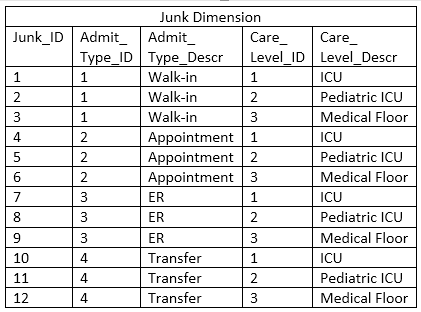 Junk Dimension
Junk_ID Admit_ Admit_ Care_ Care_
Type_ID Type_Descr Level_ID Level_Descr
1 1 Walk-in 1 ICU
2 1 Walk-in 2 Pediatric ICU
3 1 Walk-in 3 Medical Floor
4 2 Appointment 1 ICU
5 2 Appointment 2 Pediatric ICU
6 2 Appointment 3 Medical Floor
7 3 ER 1 ICU
8 3 ER 2 Pediatric ICU
9 3 ER 3 Medical Floor
10 4 Transfer 1 ICU
11 4 Transfer 2 Pediatric ICU
12 4 Transfer 3 Medical Floor